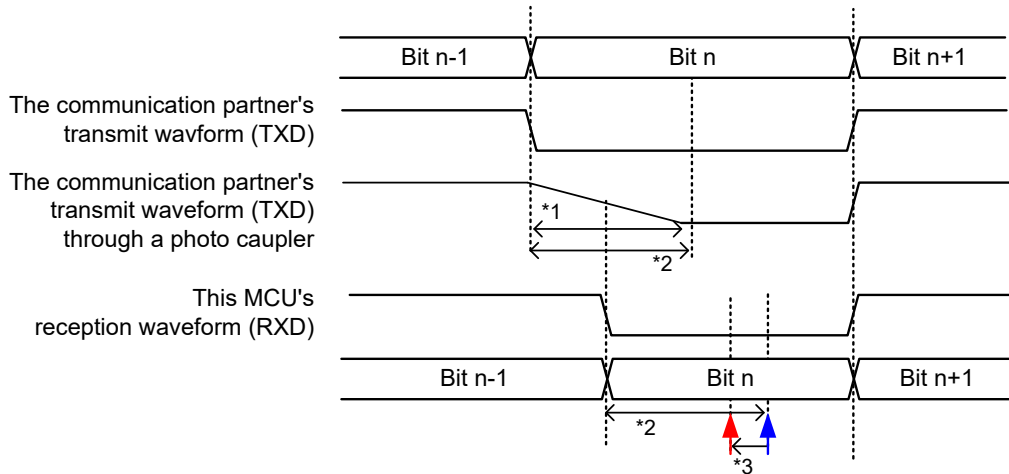 Bit n-1
Bit n
Bit n+1
The communication partner's
transmit wavform (TXD)
The communication partner's
transmit waveform (TXD)
through a photo caupler
*1
*2
This MCU's
reception waveform (RXD)
Bit n-1
Bit n
Bit n+1
*2
*3